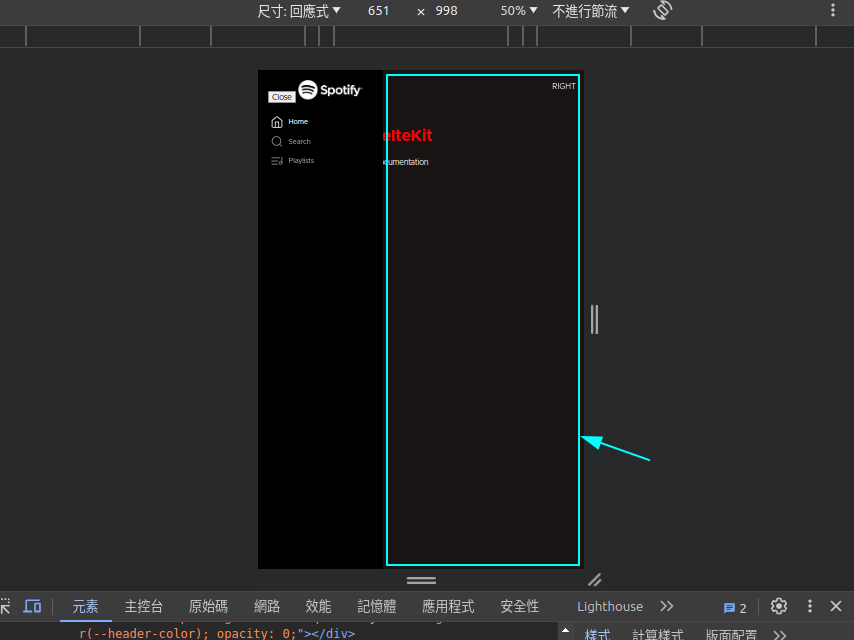 尺寸: 回應式 651 × 998 50% 不進行節流
Spotify
Close
RIGHT
Home
elteKit
Search
Playlists
cumentation
元素 主控台 原始碼 網路 效能 記憶體 應用程式 安全性 Lighthouse 2
r(--header-color); opacity: 0;"></div>
樣式 計算樣式 版面配置